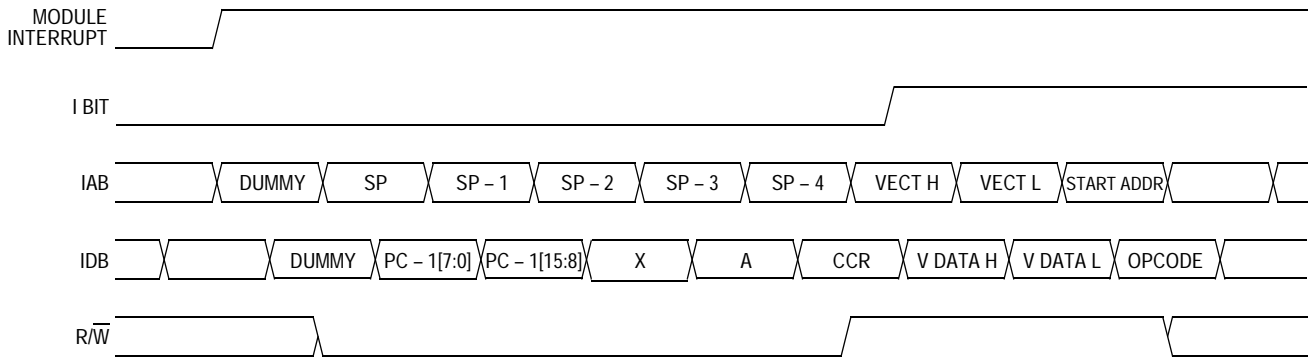 MODULE
INTERRUPT
I BIT
IAB DUMMY SP SP – 1 SP – 2 SP – 3 SP – 4 VECT H VECT L START ADDR
IDB DUMMY PC – 1[7:0] PC – 1[15:8] X A CCR V DATA H V DATA L OPCODE
R/W̅